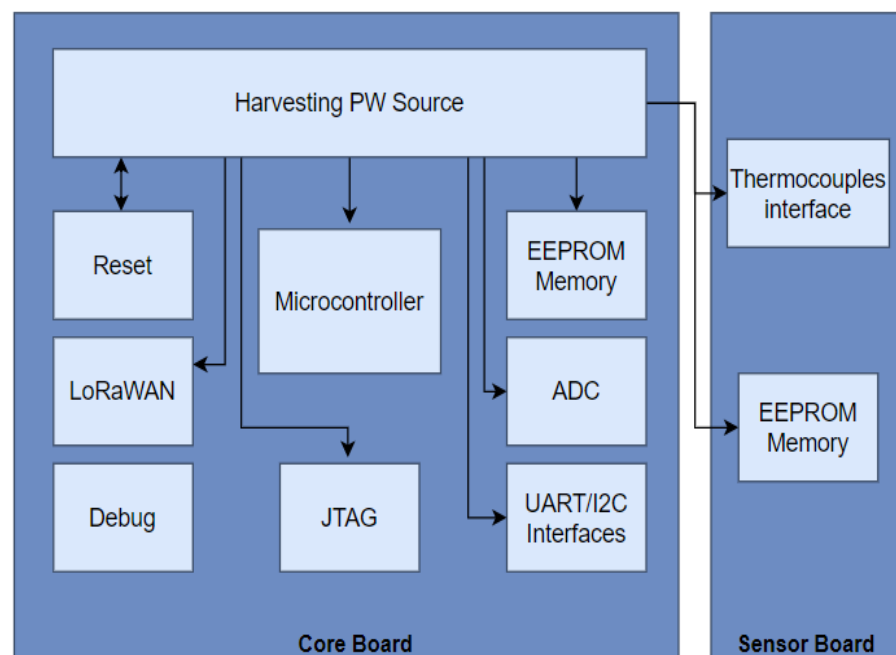 Harvesting PW Source
Reset
Microcontroller
EEPROM
Memory
Thermocouples
interface
LoRaWAN
ADC
EEPROM
Memory
Debug
JTAG
UART/I2C
Interfaces
Core Board
Sensor Board